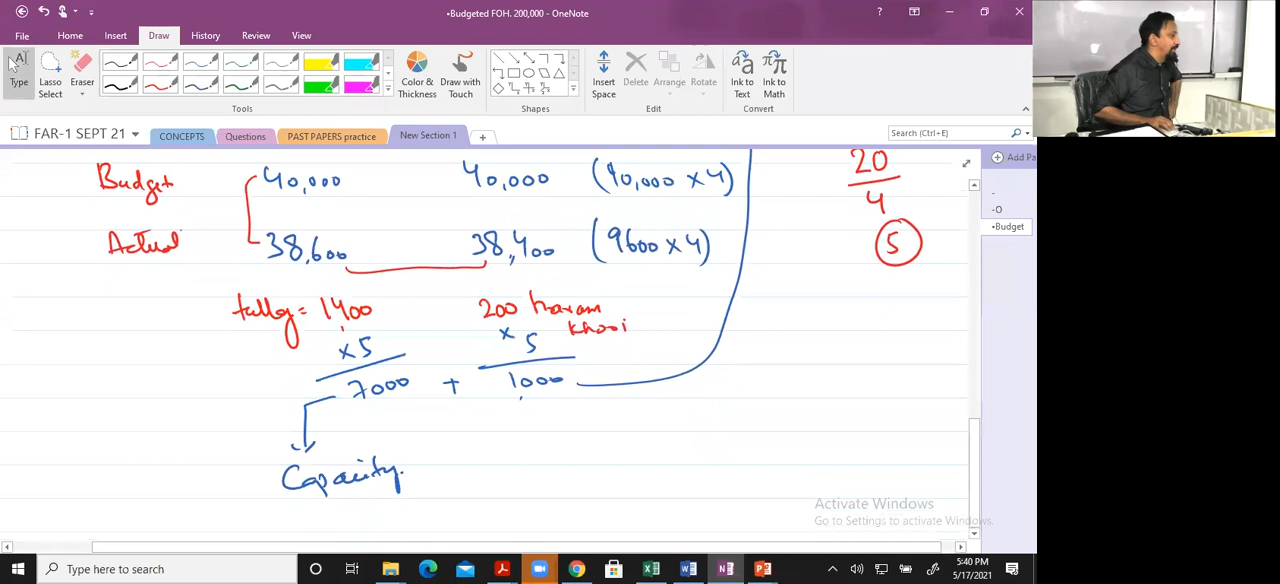 •Budgeted FOH. 200,000 - OneNote
?
File Home Insert Draw History Review View
Type
Lasso Select
Eraser
Color & Thickness
Draw with Touch
Insert Space
Delete
Arrange
Rotate
Ink to Text
Ink to Math
Tools
Shapes
Edit
Convert
FAR-1 SEPT 21
CONCEPTS
Questions
PAST PAPERS practice
New Section 1
Search (Ctrl+E)
Add Pa
-
-O
•Budget
Budget 40,000 40,000 (10,000 x 4)
20
4
5
Actual 38,600 38,400 (9600 x 4)
tallg = 1400 200 haram
khori
x 5 x 5
7000 + 1000
Capacity.
Activate Windows
Go to Settings to activate Windows.
Type here to search
5:40 PM
5/17/2021